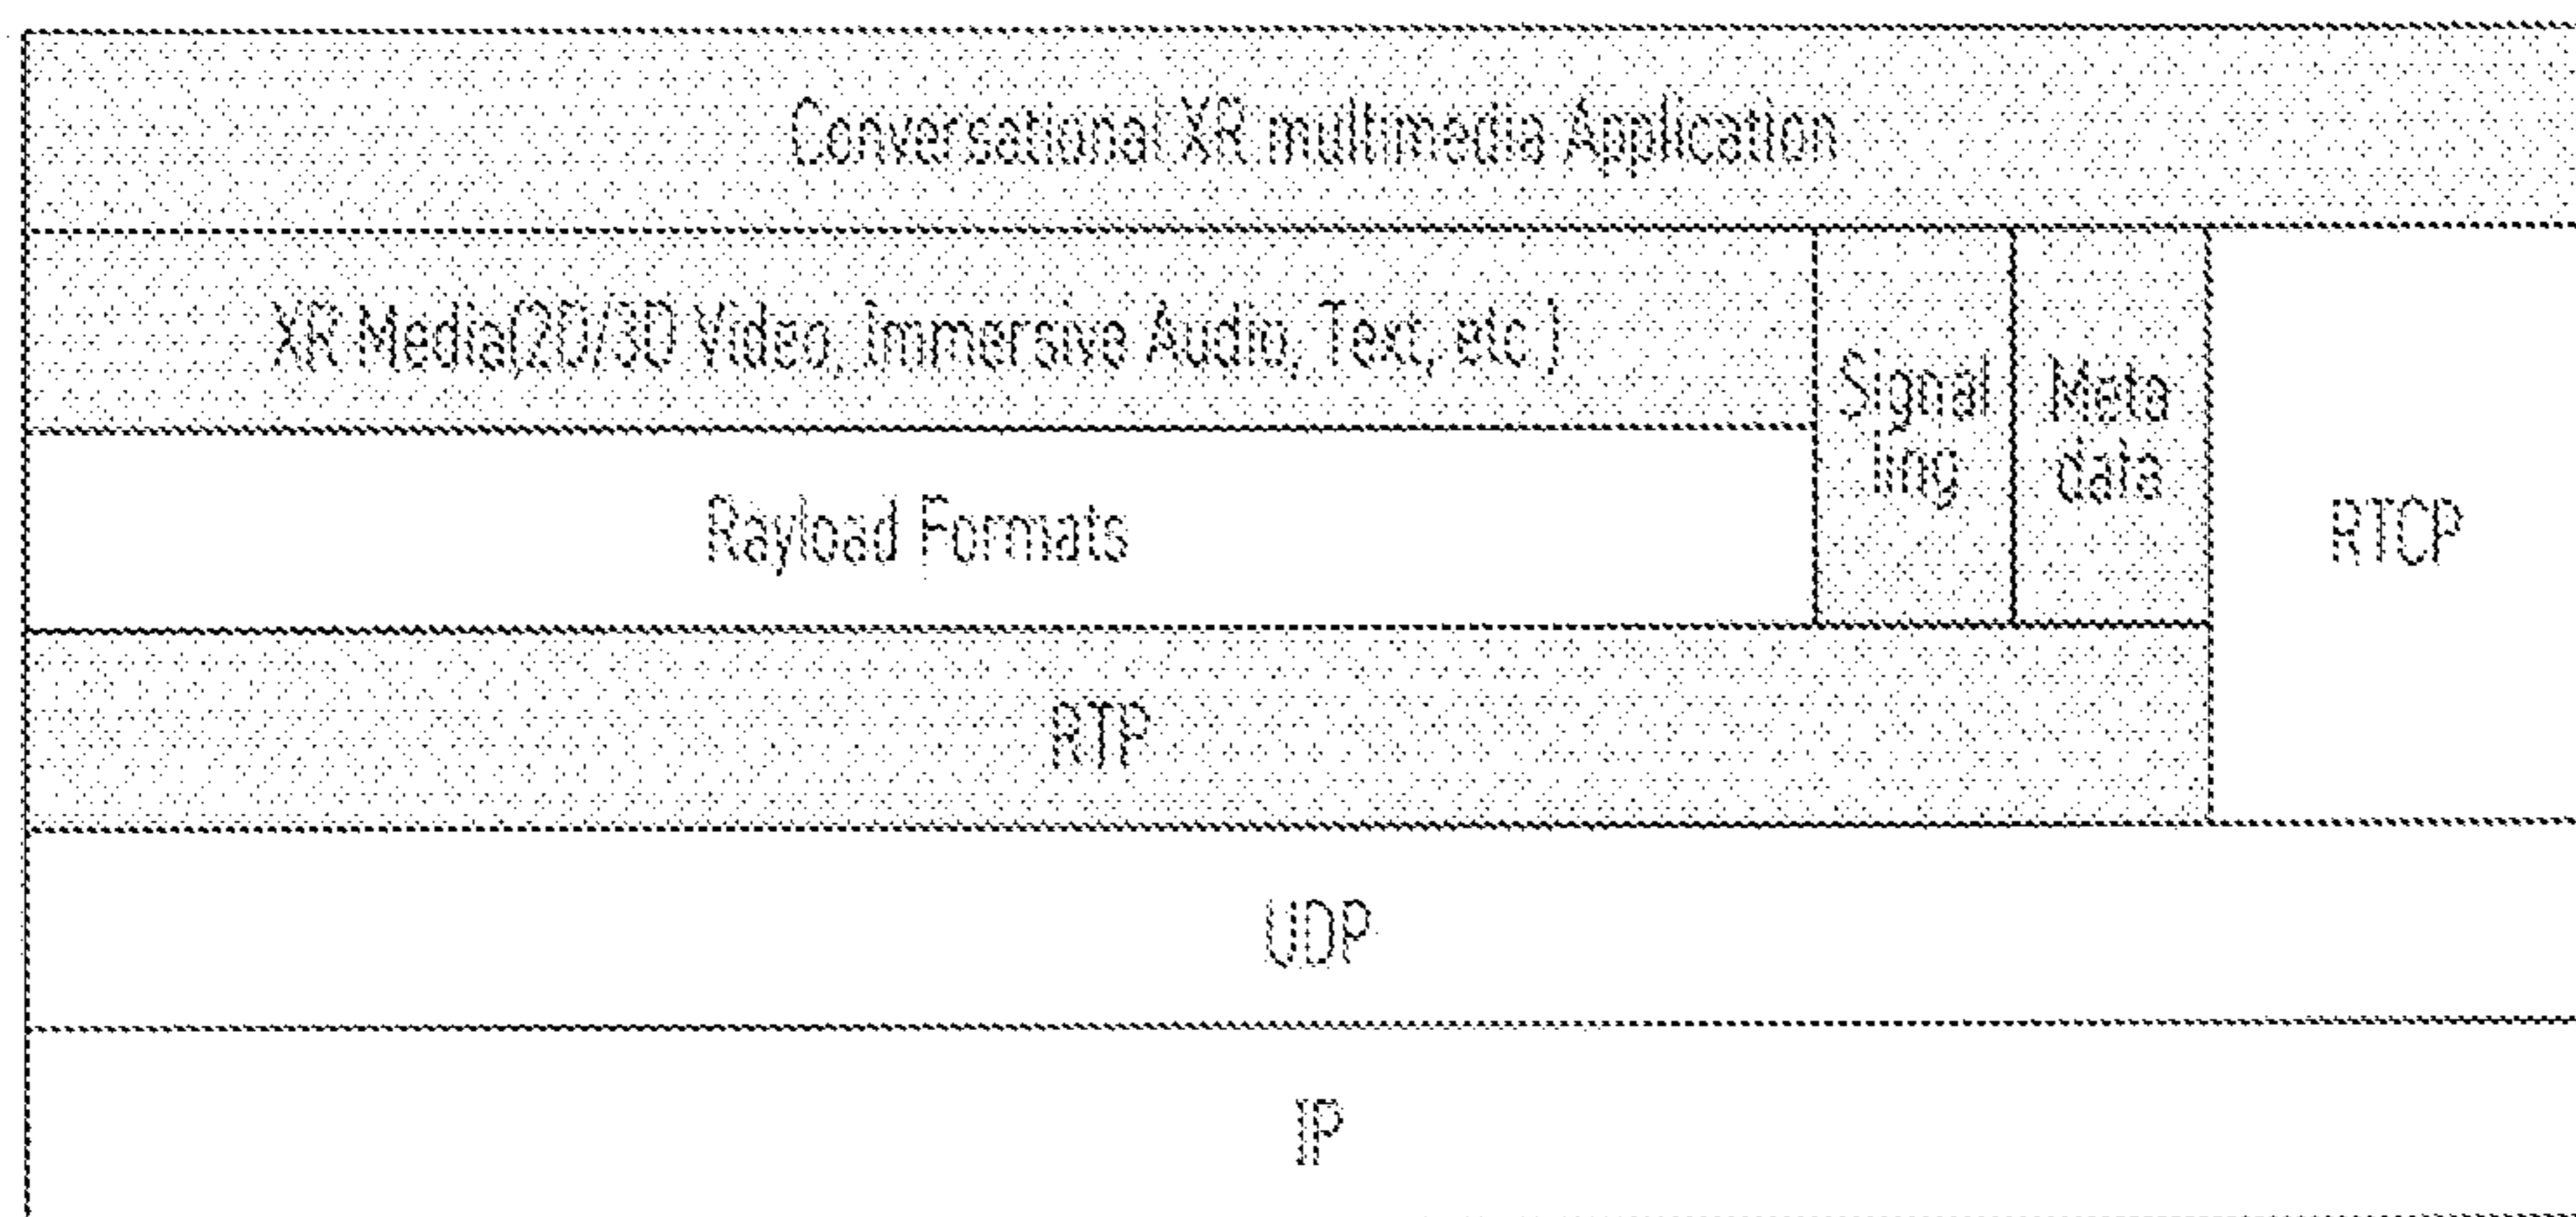 Conversational XR multimedia Application
XR Media(2D/3D Video, Immersive Audio, Text, etc.)
Signal
ling
Meta
data
Rayload Formats
RTCP
RTP
UDP
IP